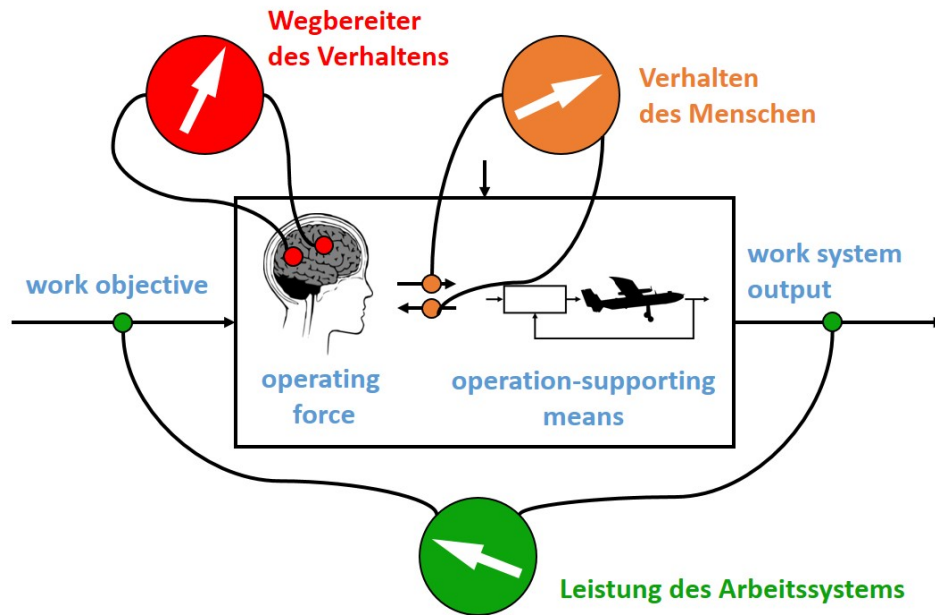 Wegbereiter
des Verhaltens
Verhalten
des Menschen
work objective
work system
output
operating
force
operation-supporting
means
Leistung des Arbeitssystems